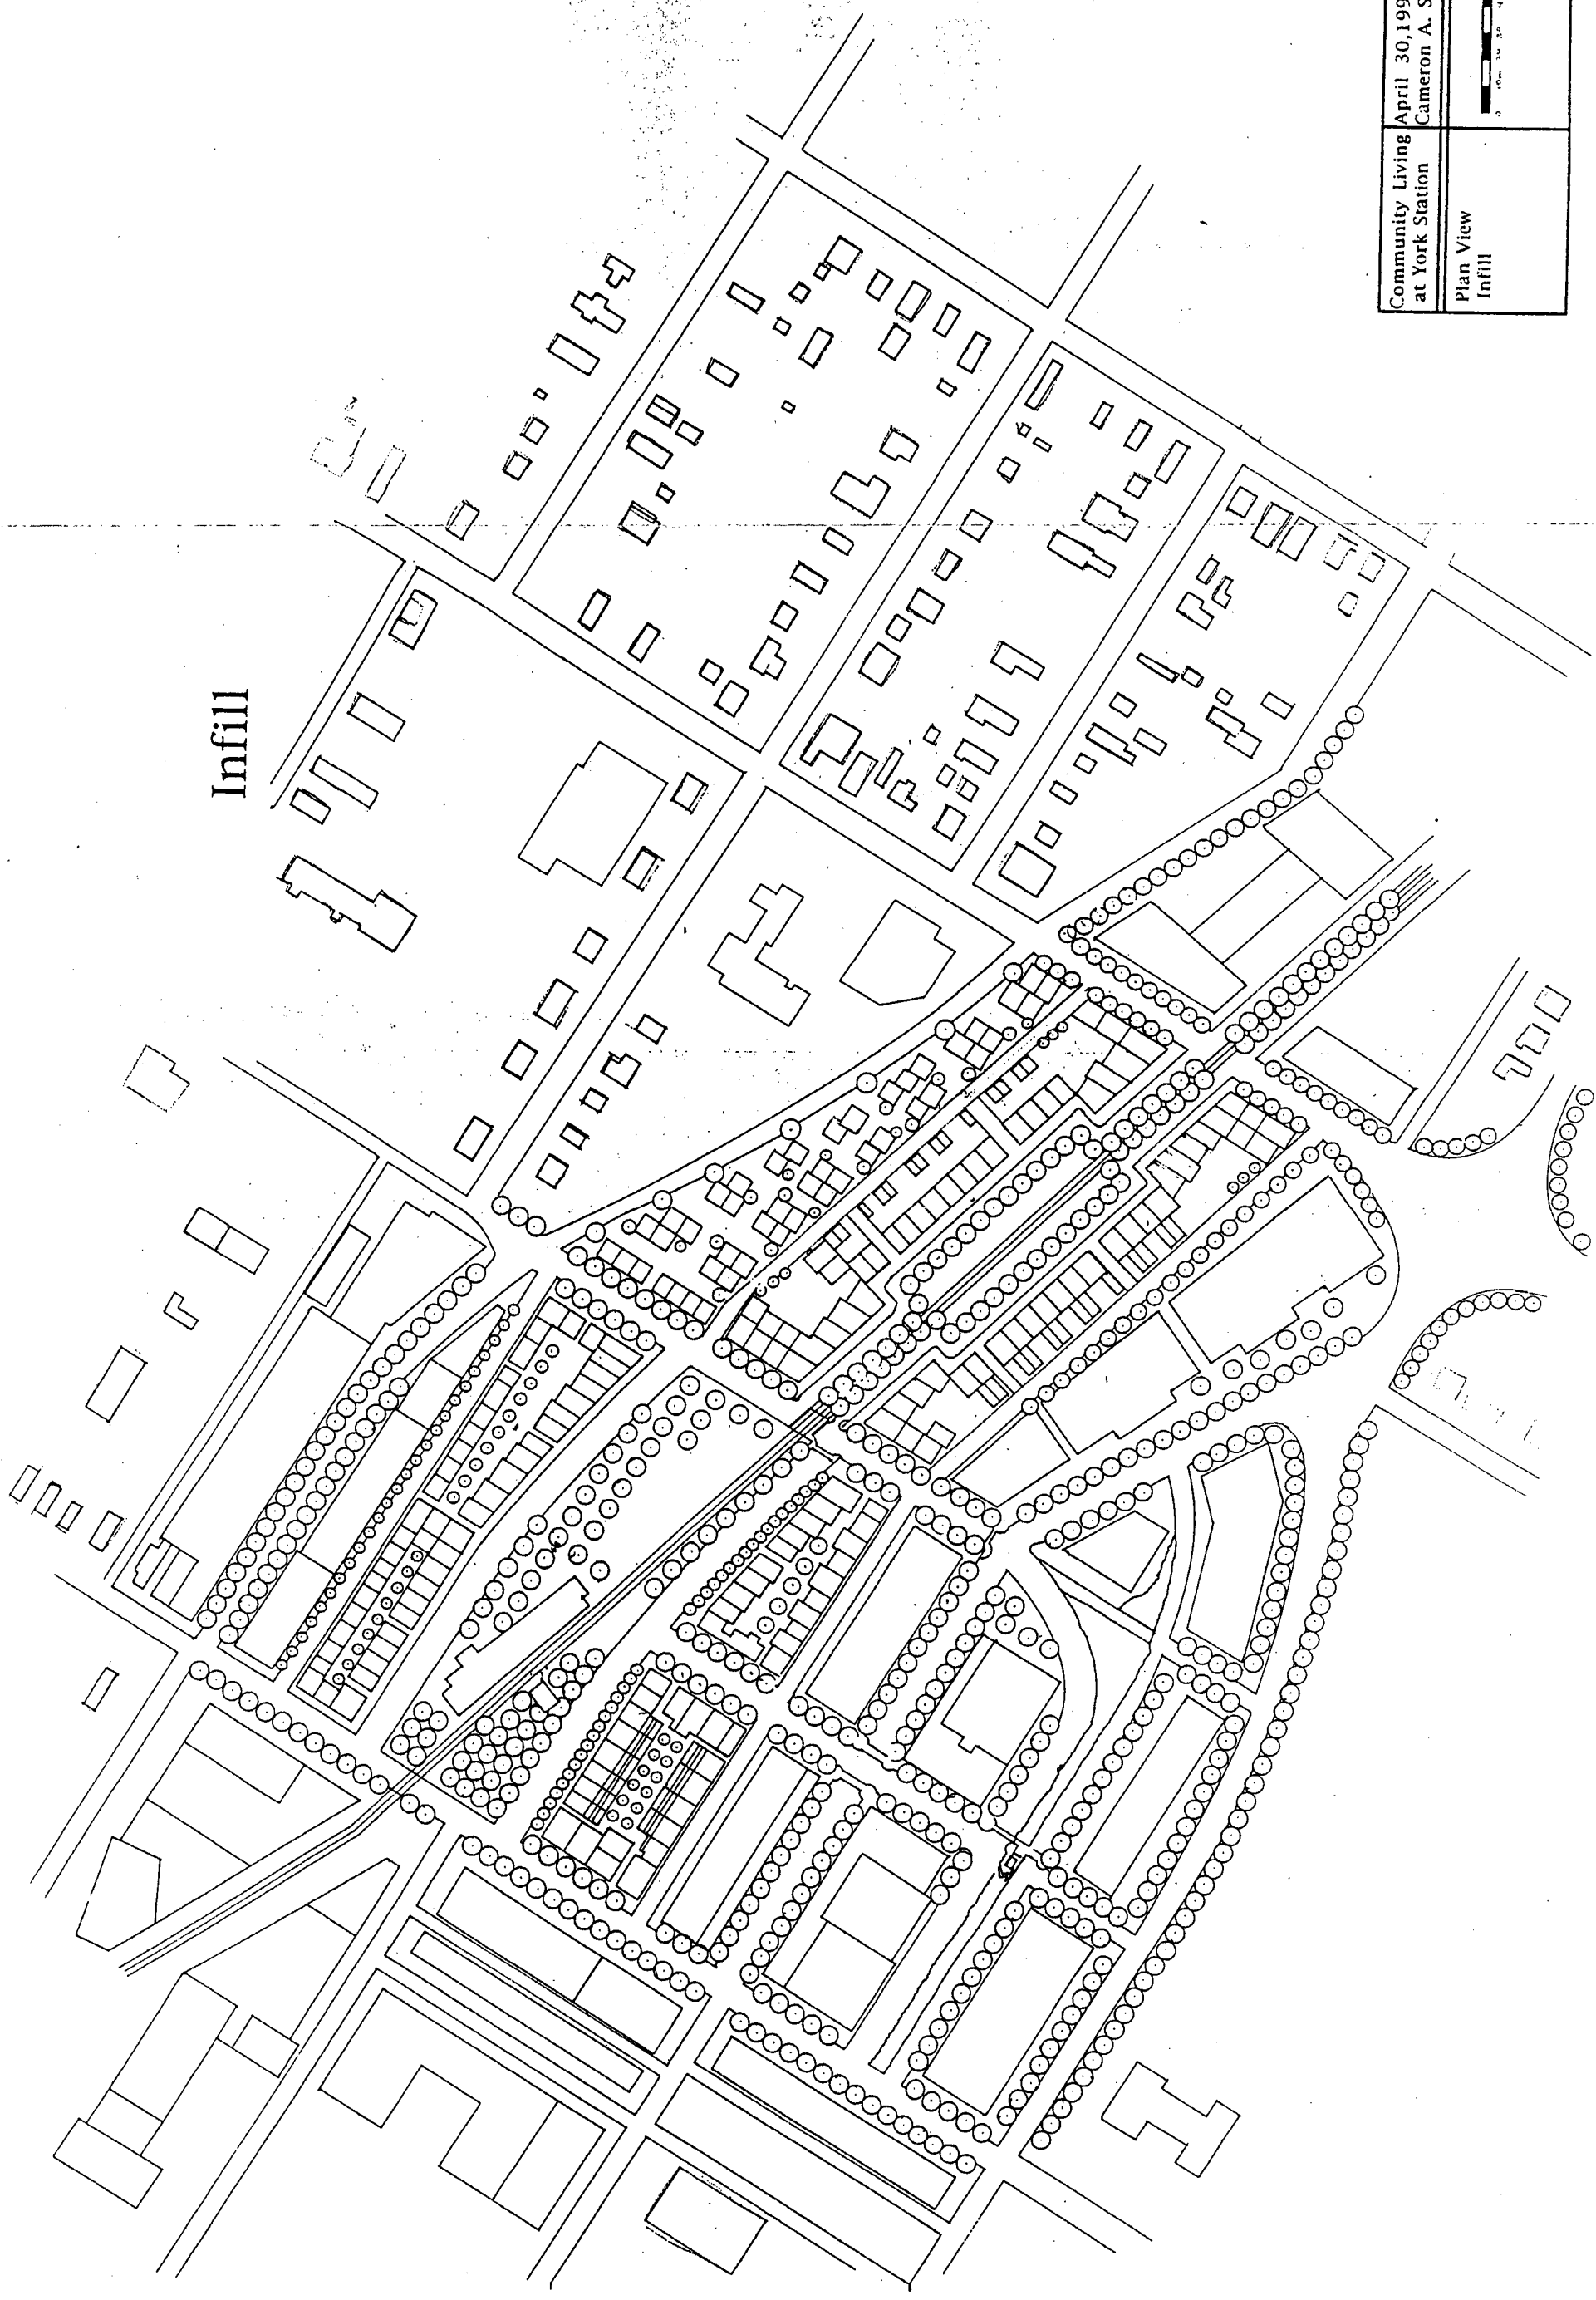 Infill
Community Living
at York Station
April 30,199
Cameron A. S
Plan View
Infill